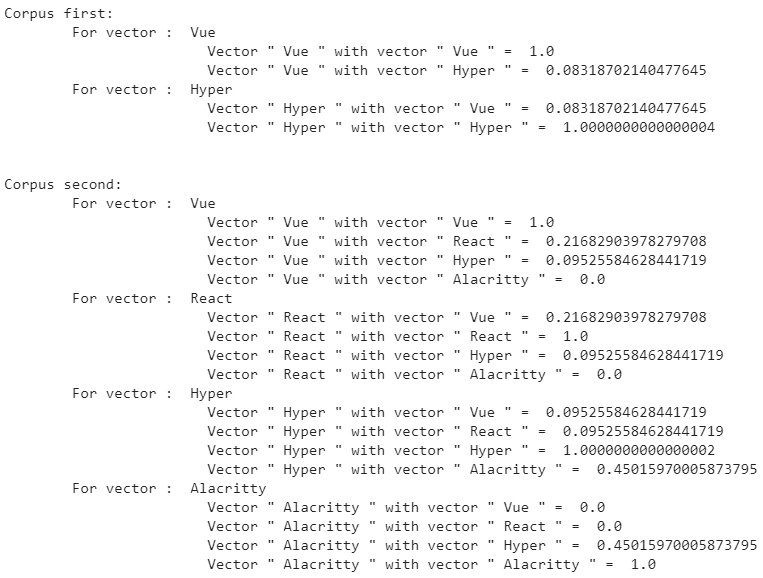 Corpus first:
For vector :  Vue
Vector " Vue " with vector " Vue " =  1.0
Vector " Vue " with vector " Hyper " =  0.08318702140477645
For vector :  Hyper
Vector " Hyper " with vector " Vue " =  0.08318702140477645
Vector " Hyper " with vector " Hyper " =  1.0000000000000004
Corpus second:
For vector :  Vue
Vector " Vue " with vector " Vue " =  1.0
Vector " Vue " with vector " React " =  0.21682903978279708
Vector " Vue " with vector " Hyper " =  0.09525584628441719
Vector " Vue " with vector " Alacritty " =  0.0
For vector :  React
Vector " React " with vector " Vue " =  0.21682903978279708
Vector " React " with vector " React " =  1.0
Vector " React " with vector " Hyper " =  0.09525584628441719
Vector " React " with vector " Alacritty " =  0.0
For vector :  Hyper
Vector " Hyper " with vector " Vue " =  0.09525584628441719
Vector " Hyper " with vector " React " =  0.09525584628441719
Vector " Hyper " with vector " Hyper " =  1.0000000000000002
Vector " Hyper " with vector " Alacritty " =  0.45015970005873795
For vector :  Alacritty
Vector " Alacritty " with vector " Vue " =  0.0
Vector " Alacritty " with vector " React " =  0.0
Vector " Alacritty " with vector " Hyper " =  0.45015970005873795
Vector " Alacritty " with vector " Alacritty " =  1.0